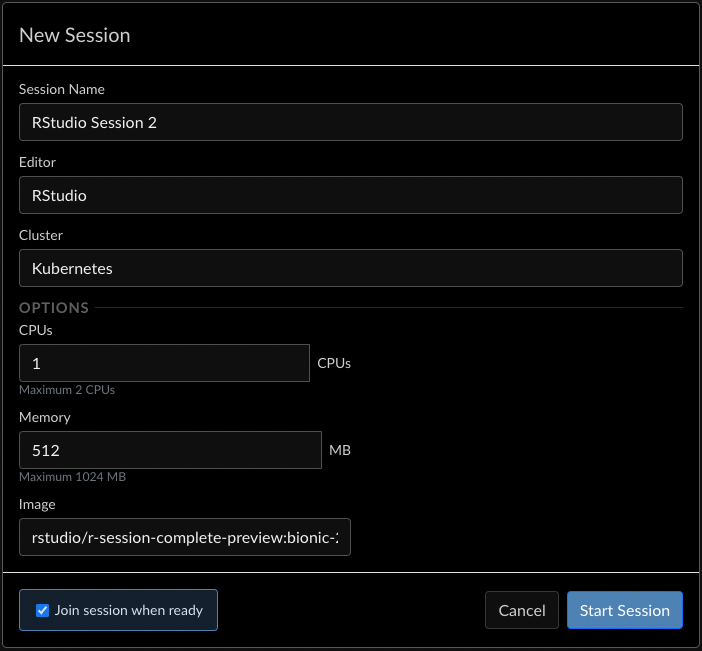 New Session
Session Name
RStudio Session 2
Editor
RStudio
Cluster
Kubernetes
OPTIONS
CPUs
1 CPUs
Maximum 2 CPUs
Memory
512 MB
Maximum 1024 MB
Image
rstudio/r-session-complete-preview:bionic-
Join session when ready
Cancel
Start Session